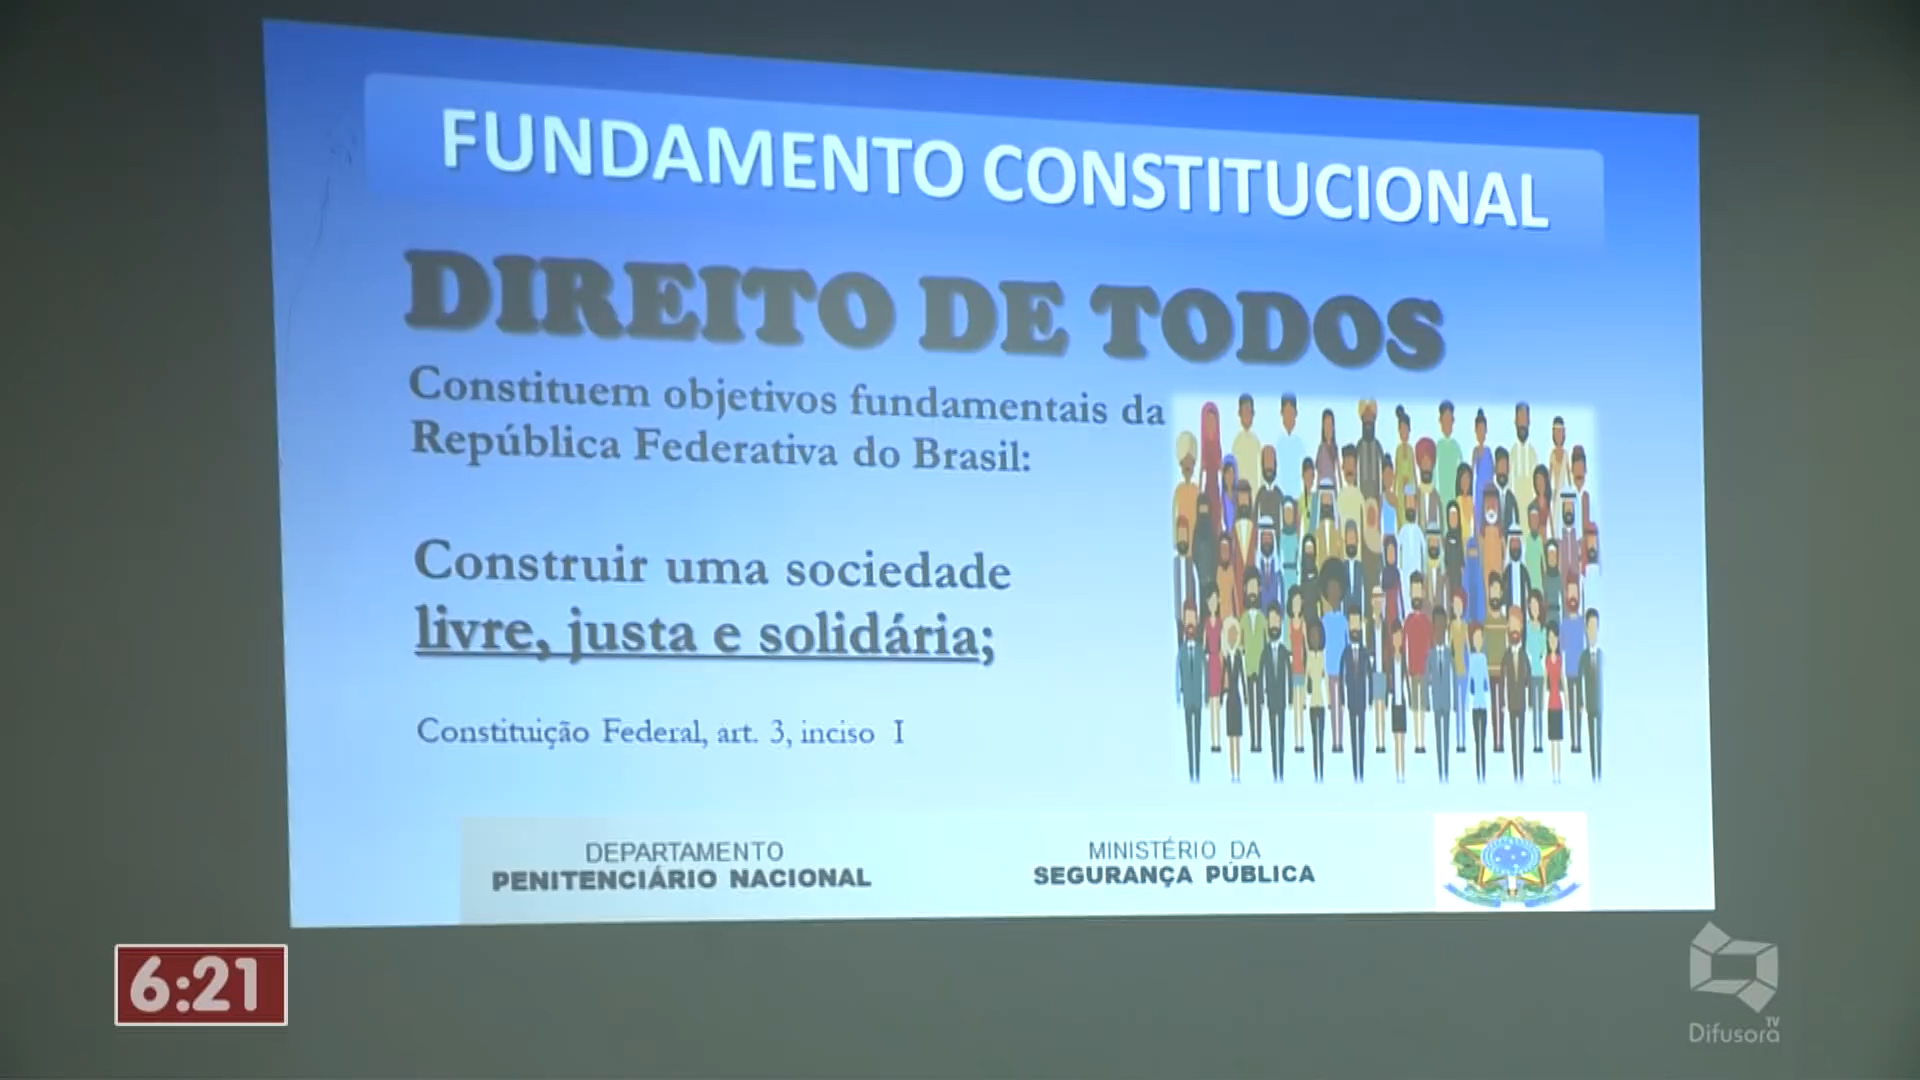 FUNDAMENTO CONSTITUCIONAL
DIREITO DE TODOS
Constituem objetivos fundamentais da
República Federativa do Brasil:
Construir uma sociedade
livre, justa e solidária;
Constituição Federal, art. 3, inciso I
DEPARTAMENTO
PENITENCIÁRIO NACIONAL
MINISTÉRIO DA
SEGURANÇA PÚBLICA
6:21
TV
Difusora